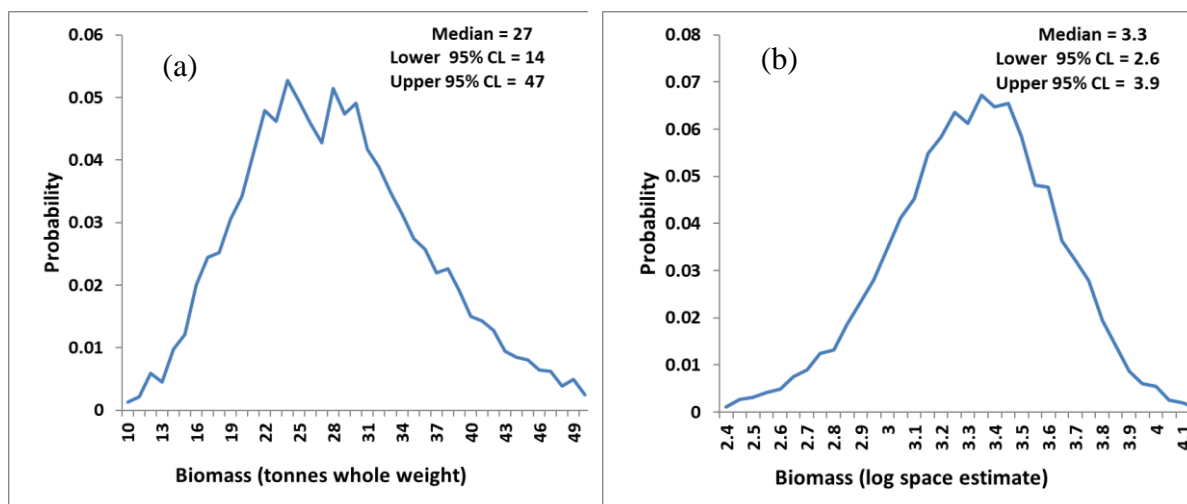 (a)
Median = 27
Lower 95% CL = 14
Upper 95% CL = 47
0.06
0.05
0.04
0.03
0.02
0.01
0
Probability
10 13 16 19 22 25 28 31 34 37 40 43 46 49
Biomass (tonnes whole weight)
(b)
Median = 3.3
Lower 95% CL = 2.6
Upper 95% CL = 3.9
0.08
0.07
0.06
0.05
0.04
0.03
0.02
0.01
0
Probability
2.4 2.5 2.6 2.7 2.8 2.9 3 3.1 3.2 3.3 3.4 3.5 3.6 3.7 3.8 3.9 4 4.1
Biomass (log space estimate)